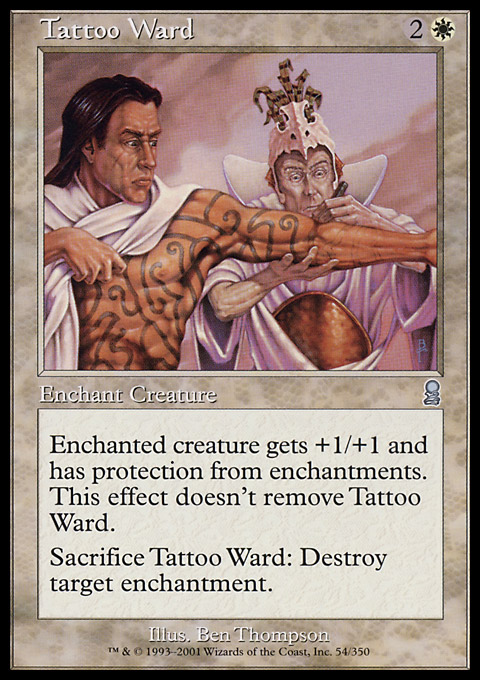 Tattoo Ward 2
Enchant Creature
Enchanted creature gets +1/+1 and
has protection from enchantments.
This effect doesn't remove Tattoo
Ward.
Sacrifice Tattoo Ward: Destroy
target enchantment.
Illus. Ben Thompson
™ & © 1993–2001 Wizards of the Coast, Inc. 54/350